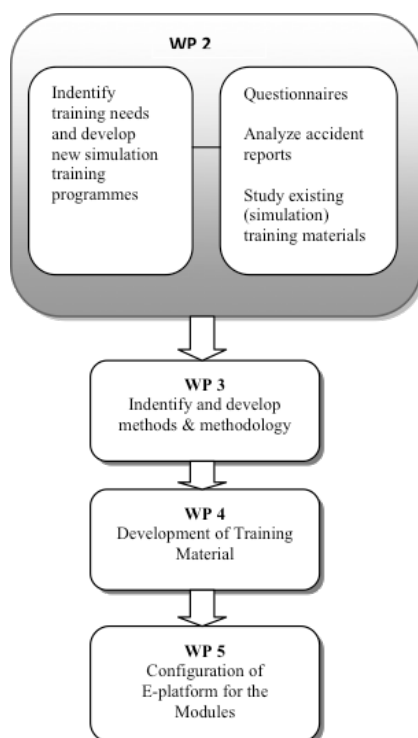 WP 2
Indentify
training needs
and develop
new simulation
training
programmes
Questionnaires
Analyze accident
reports
Study existing
(simulation)
training materials
WP 3
Indentify and develop
methods & methodology
WP 4
Development of Training
Material
WP 5
Configuration of
E-platform for the
Modules